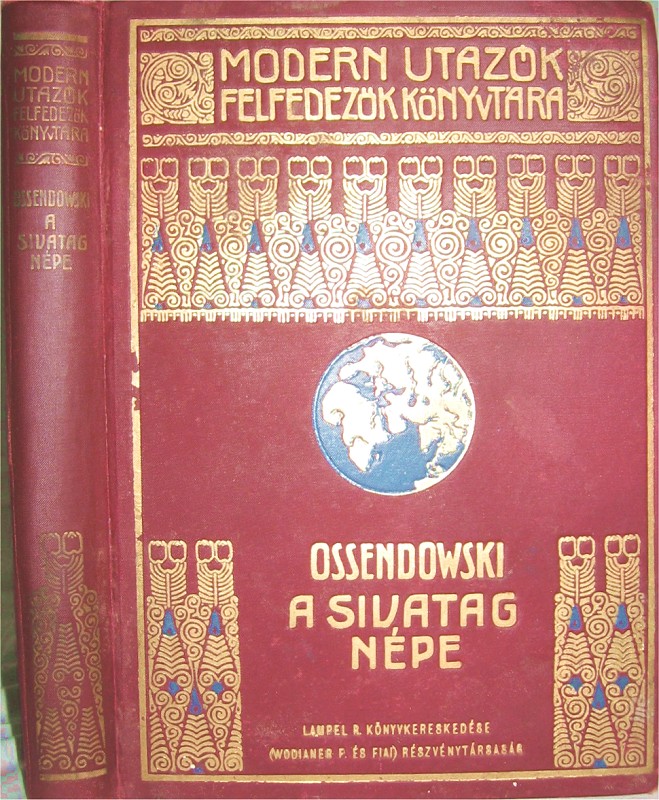 MODERN
UTAZÓK
FELFEDEZŐK
KÖNYVTÁRA
OSSENDOWSKI
A
SIVATAG
NÉPE
MODERN UTAZÓK
FELFEDEZŐK KÖNYVTÁRA
OSSENDOWSKI
A SIVATAG
NÉPE
LAMPEL R. KÖNYVKERESKEDÉSE
(WODIANER F. ÉS FIAI) RÉSZVÉNYTÁRSASÁG